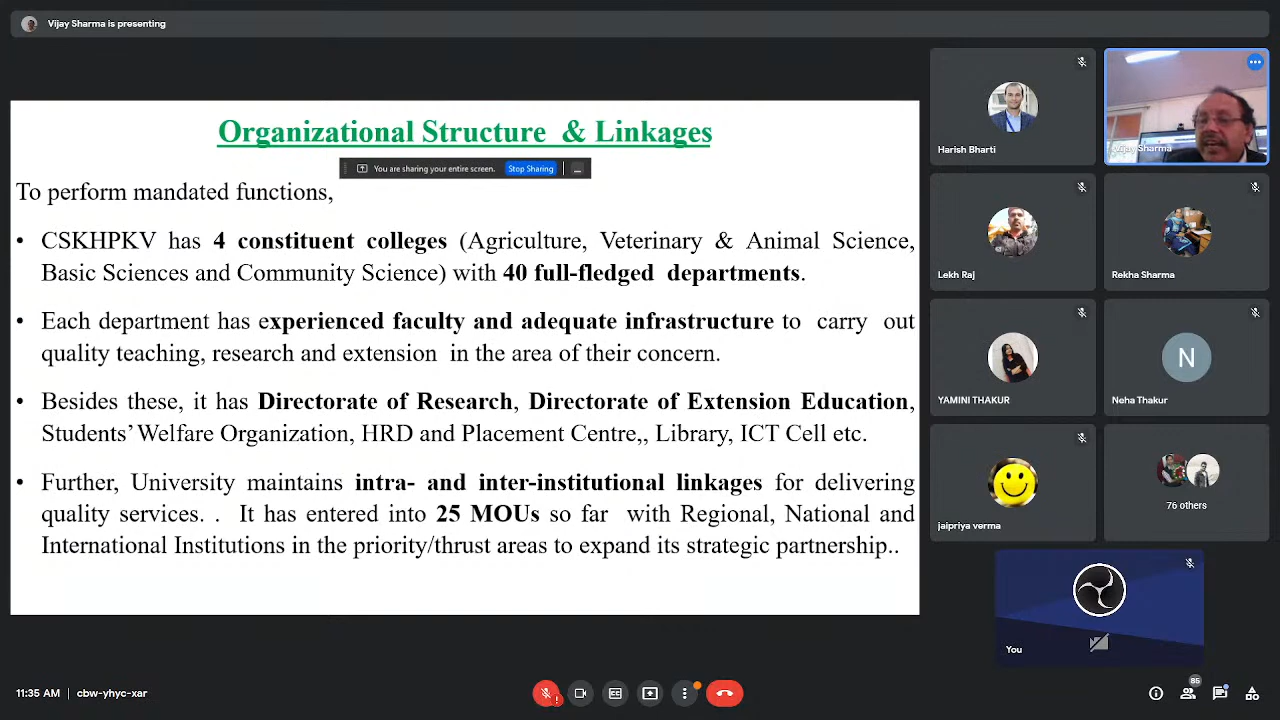 Vijay Sharma is presenting
Organizational Structure & Linkages
You are sharing your entire screen. Stop Sharing
To perform mandated functions,
• CSKHPKV has 4 constituent colleges (Agriculture, Veterinary & Animal Science,
Basic Sciences and Community Science) with 40 full-fledged departments.
• Each department has experienced faculty and adequate infrastructure to carry out
quality teaching, research and extension in the area of their concern.
• Besides these, it has Directorate of Research, Directorate of Extension Education,
Students' Welfare Organization, HRD and Placement Centre,, Library, ICT Cell etc.
• Further, University maintains intra- and inter-institutional linkages for delivering
quality services. . It has entered into 25 MOUs so far with Regional, National and
International Institutions in the priority/thrust areas to expand its strategic partnership..
Harish Bharti
Vijay Sharma
Lekh Raj
Rekha Sharma
YAMINI THAKUR
N
Neha Thakur
jaipriya verma
76 others
You
11:35 AM | cbw-yhyc-xar
85